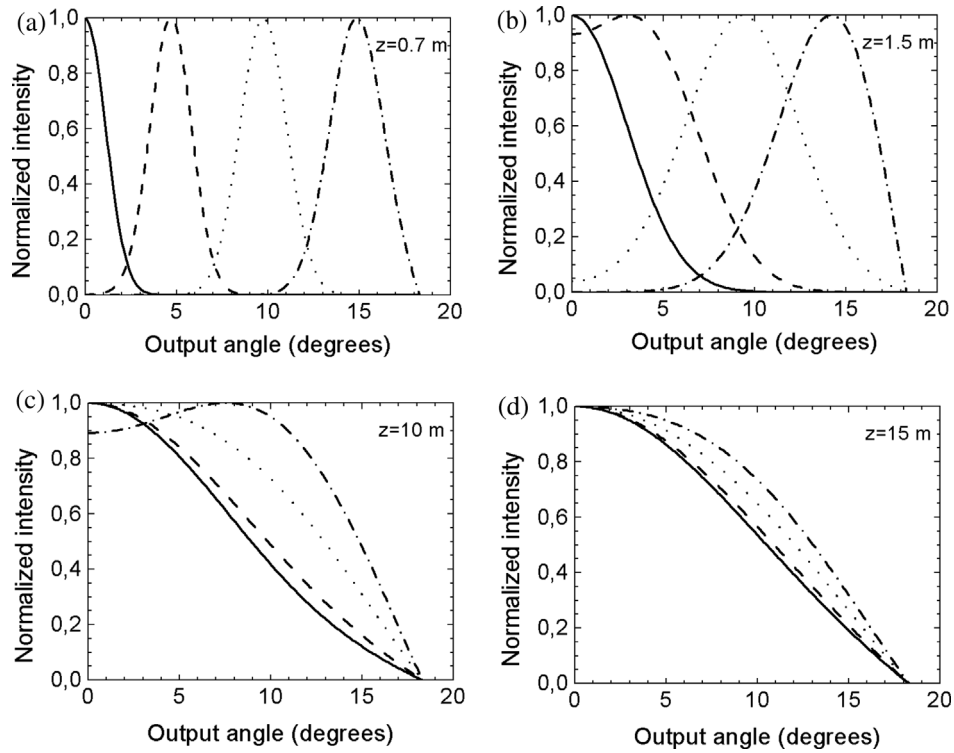 (a)
z=0.7 m
Normalized intensity
1,0
0,8
0,6
0,4
0,2
0,0
0 5 10 15 20
Output angle (degrees)
(b)
z=1.5 m
Normalized intensity
1,0
0,8
0,6
0,4
0,2
0,0
0 5 10 15 20
Output angle (degrees)
(c)
z=10 m
Normalized intensity
1,0
0,8
0,6
0,4
0,2
0,0
0 5 10 15 20
Output angle (degrees)
(d)
z=15 m
Normalized intensity
1,0
0,8
0,6
0,4
0,2
0,0
0 5 10 15 20
Output angle (degrees)